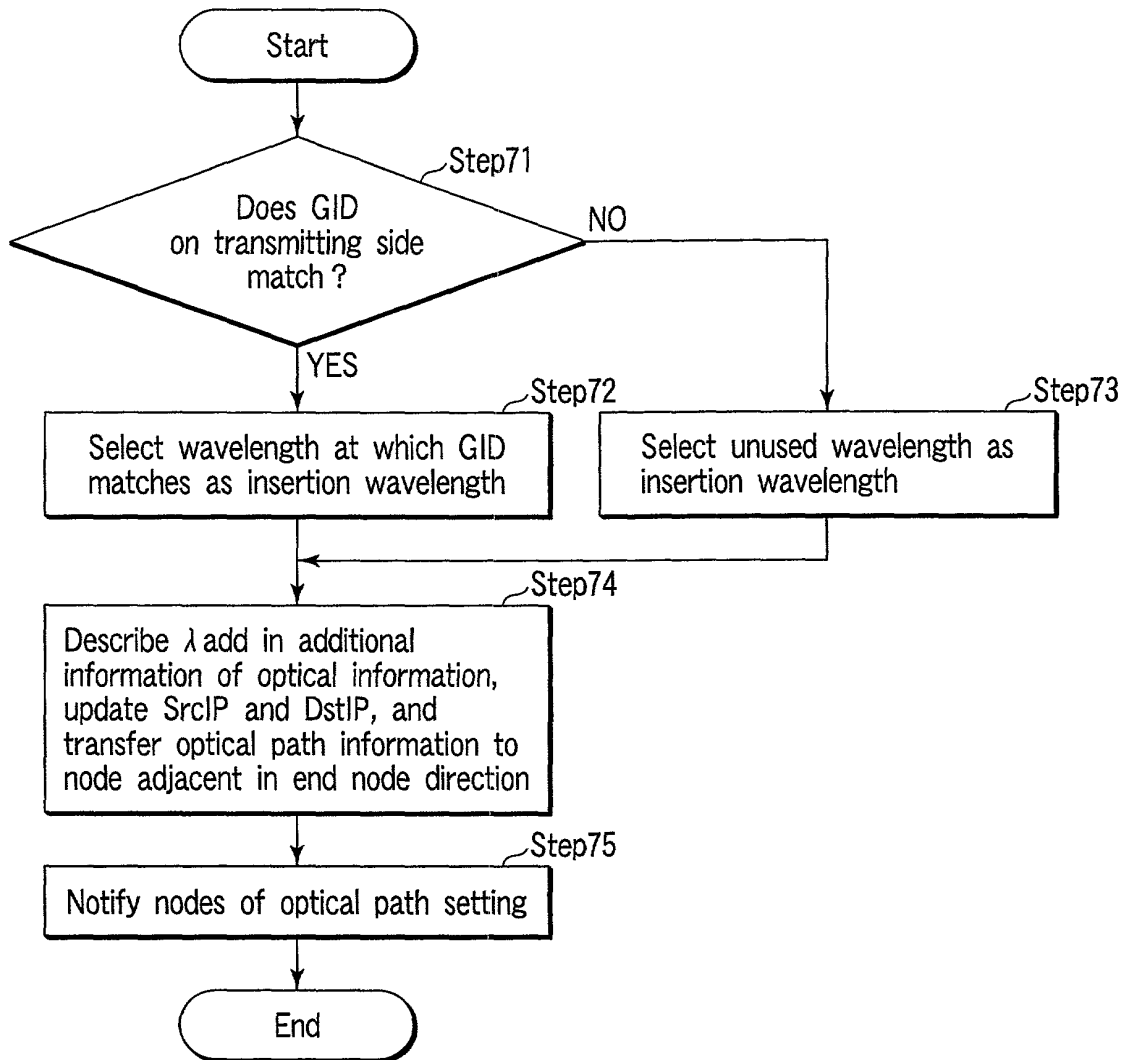 Start
Step71
Does GID
on transmitting side
match ?
NO
YES
Step72
Select wavelength at which GID
matches as insertion wavelength
Step73
Select unused wavelength as
insertion wavelength
Step74
Describe λ add in additional
information of optical information,
update SrcIP and DstIP, and
transfer optical path information to
node adjacent in end node direction
Step75
Notify nodes of optical path setting
End